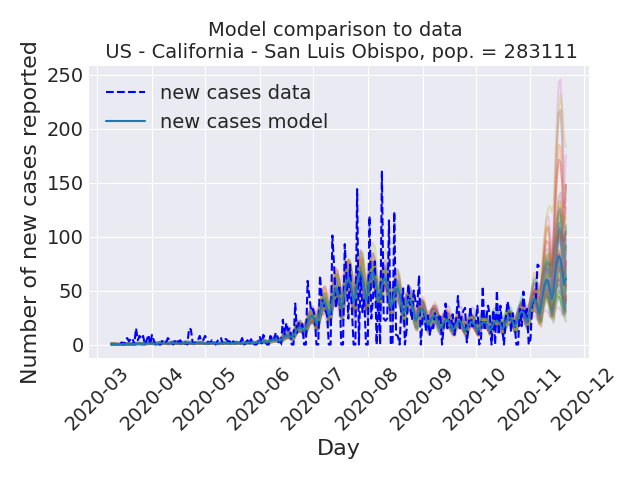 Model comparison to data
US - California - San Luis Obispo, pop. = 283111
Number of new cases reported
250
200
150
100
50
0
new cases data
new cases model
2020-03
2020-04
2020-05
2020-06
2020-07
2020-08
2020-09
2020-10
2020-11
2020-12
Day